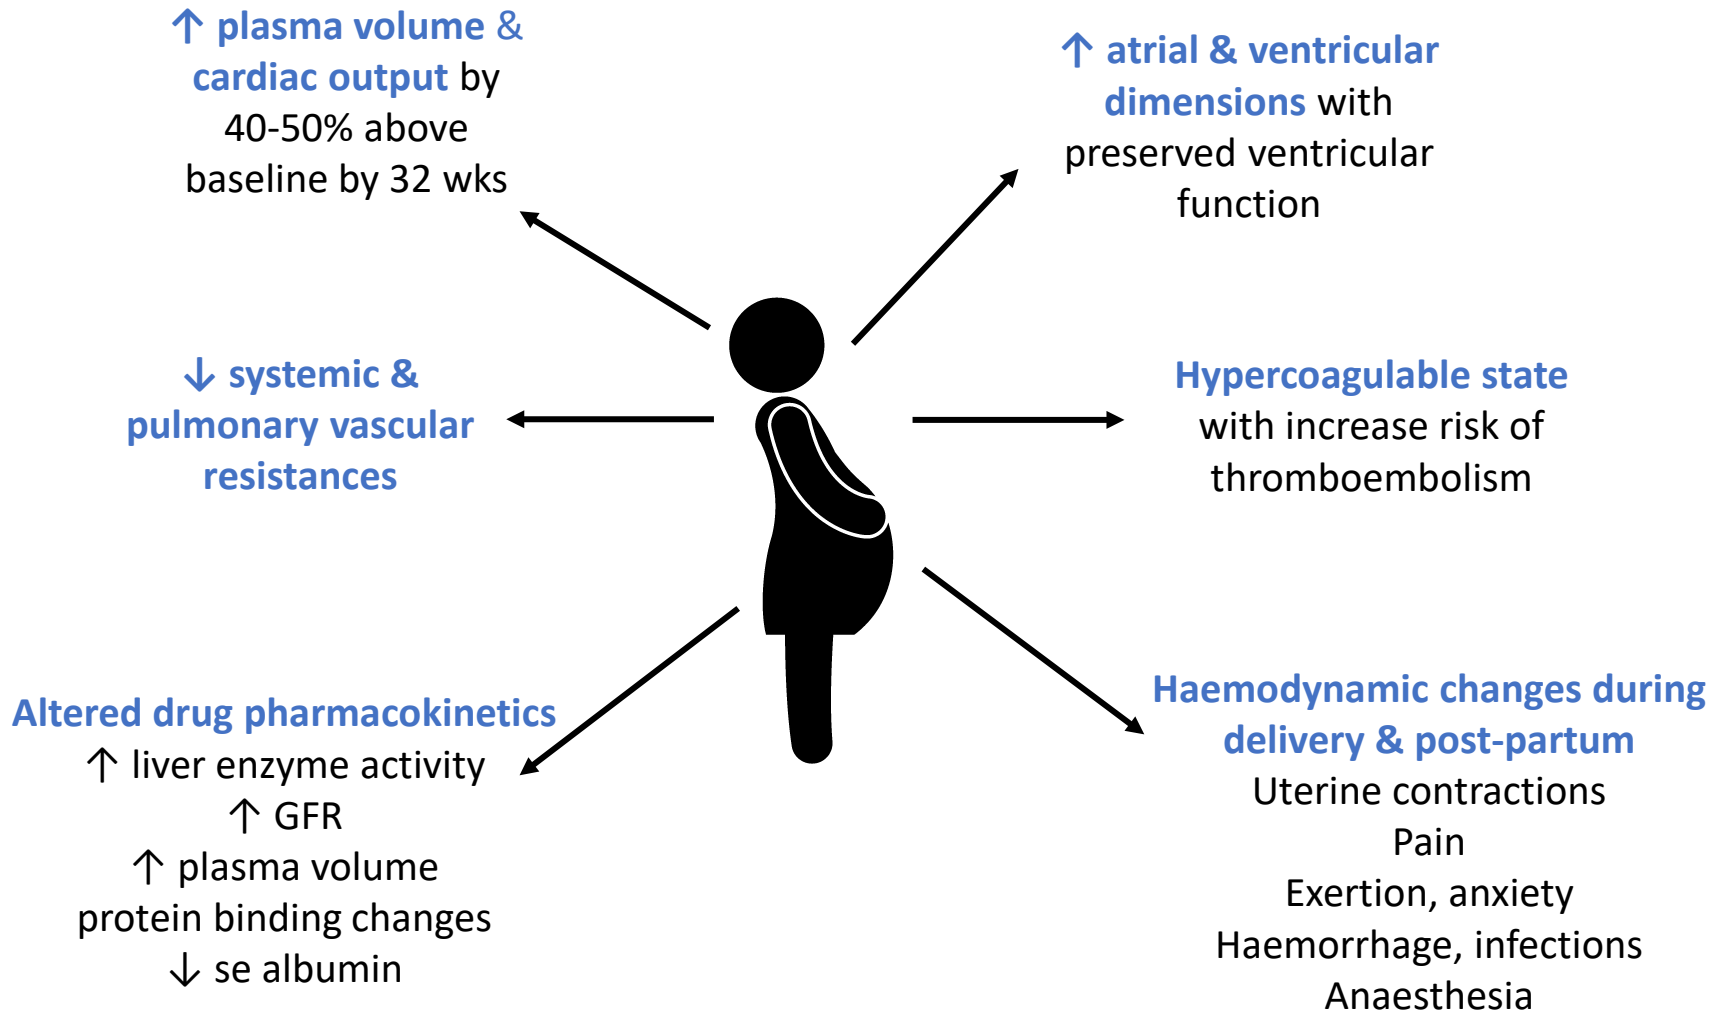 ↑ plasma volume &
cardiac output by
40-50% above
baseline by 32 wks
↑ atrial & ventricular
dimensions with
preserved ventricular
function
↓ systemic &
pulmonary vascular
resistances
Hypercoagulable state
with increase risk of
thromboembolism
Altered drug pharmacokinetics
↑ liver enzyme activity
↑ GFR
↑ plasma volume
protein binding changes
↓ se albumin
Haemodynamic changes during
delivery & post-partum
Uterine contractions
Pain
Exertion, anxiety
Haemorrhage, infections
Anaesthesia